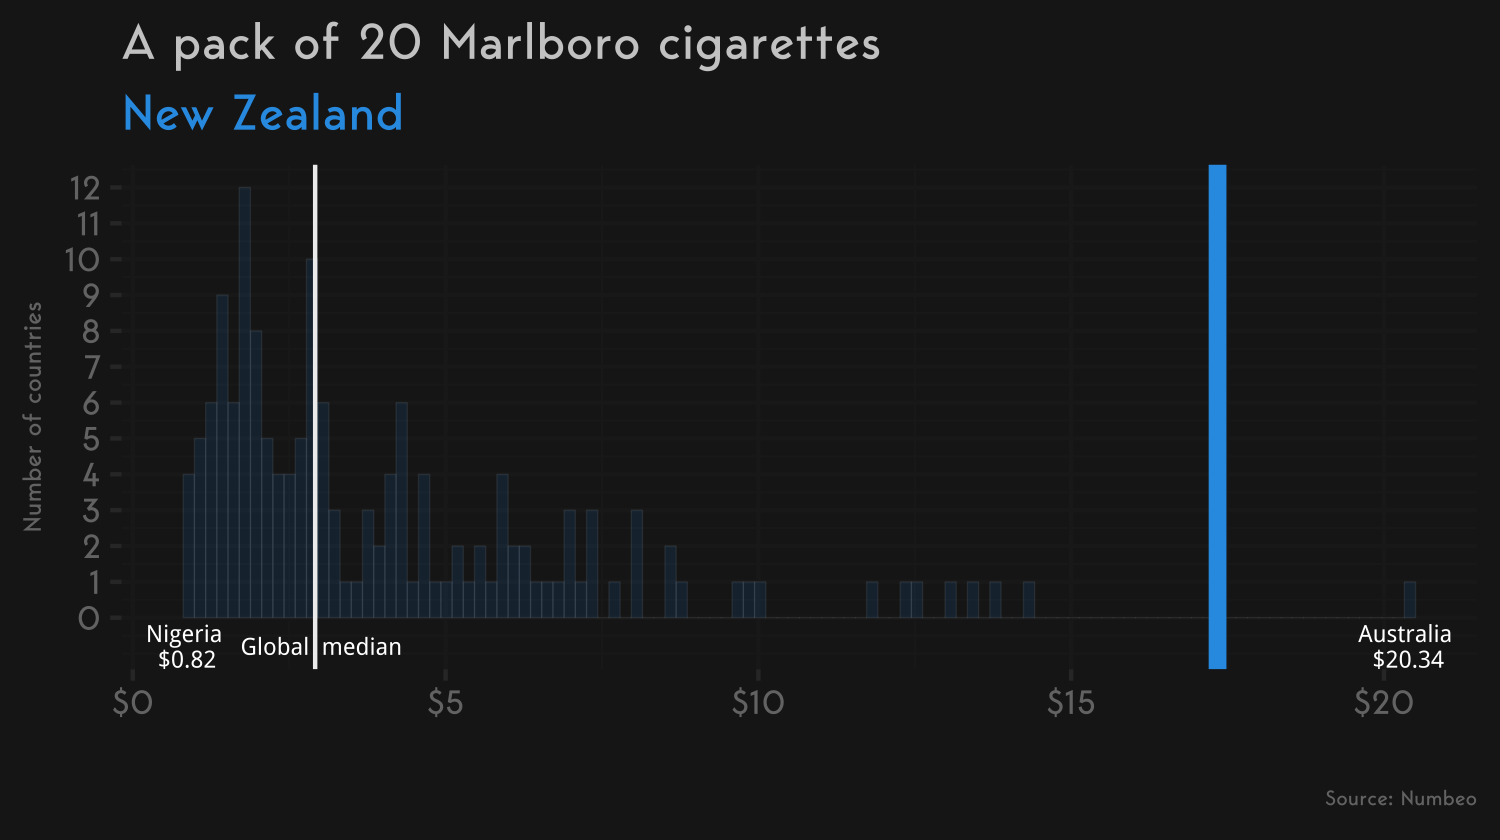 A pack of 20 Marlboro cigarettes
New Zealand
Number of countries
12
11
10
9
8
7
6
5
4
3
2
1
0
Nigeria
$0.82
Global median
Australia
$20.34
$0 $5 $10 $15 $20
Source: Numbeo